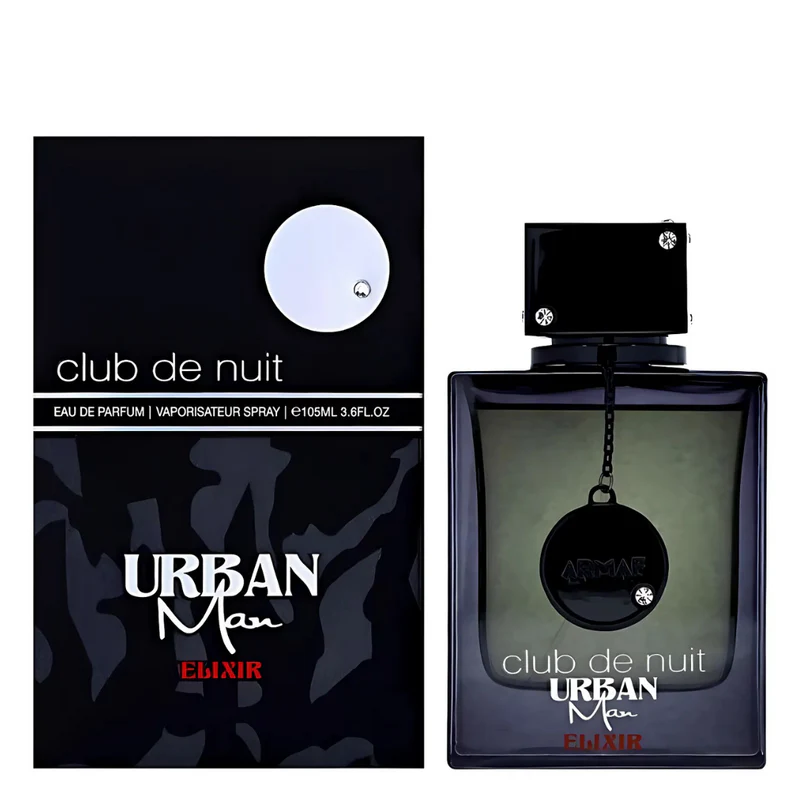 club de nuit
EAU DE PARFUM | VAPORISATEUR SPRAY | ℮105ML 3.6FL.OZ
URBAN
Man
ELIXIR
ARMAF
club de nuit
URBAN
Man
ELIXIR